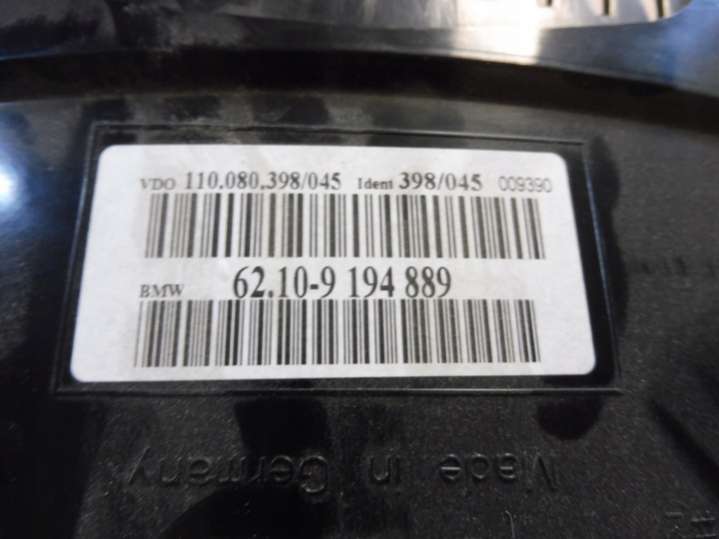 VDO 110.080.398/045 Ident 398/045 009390
BMW 62.10-9 194 889
Made in Germany